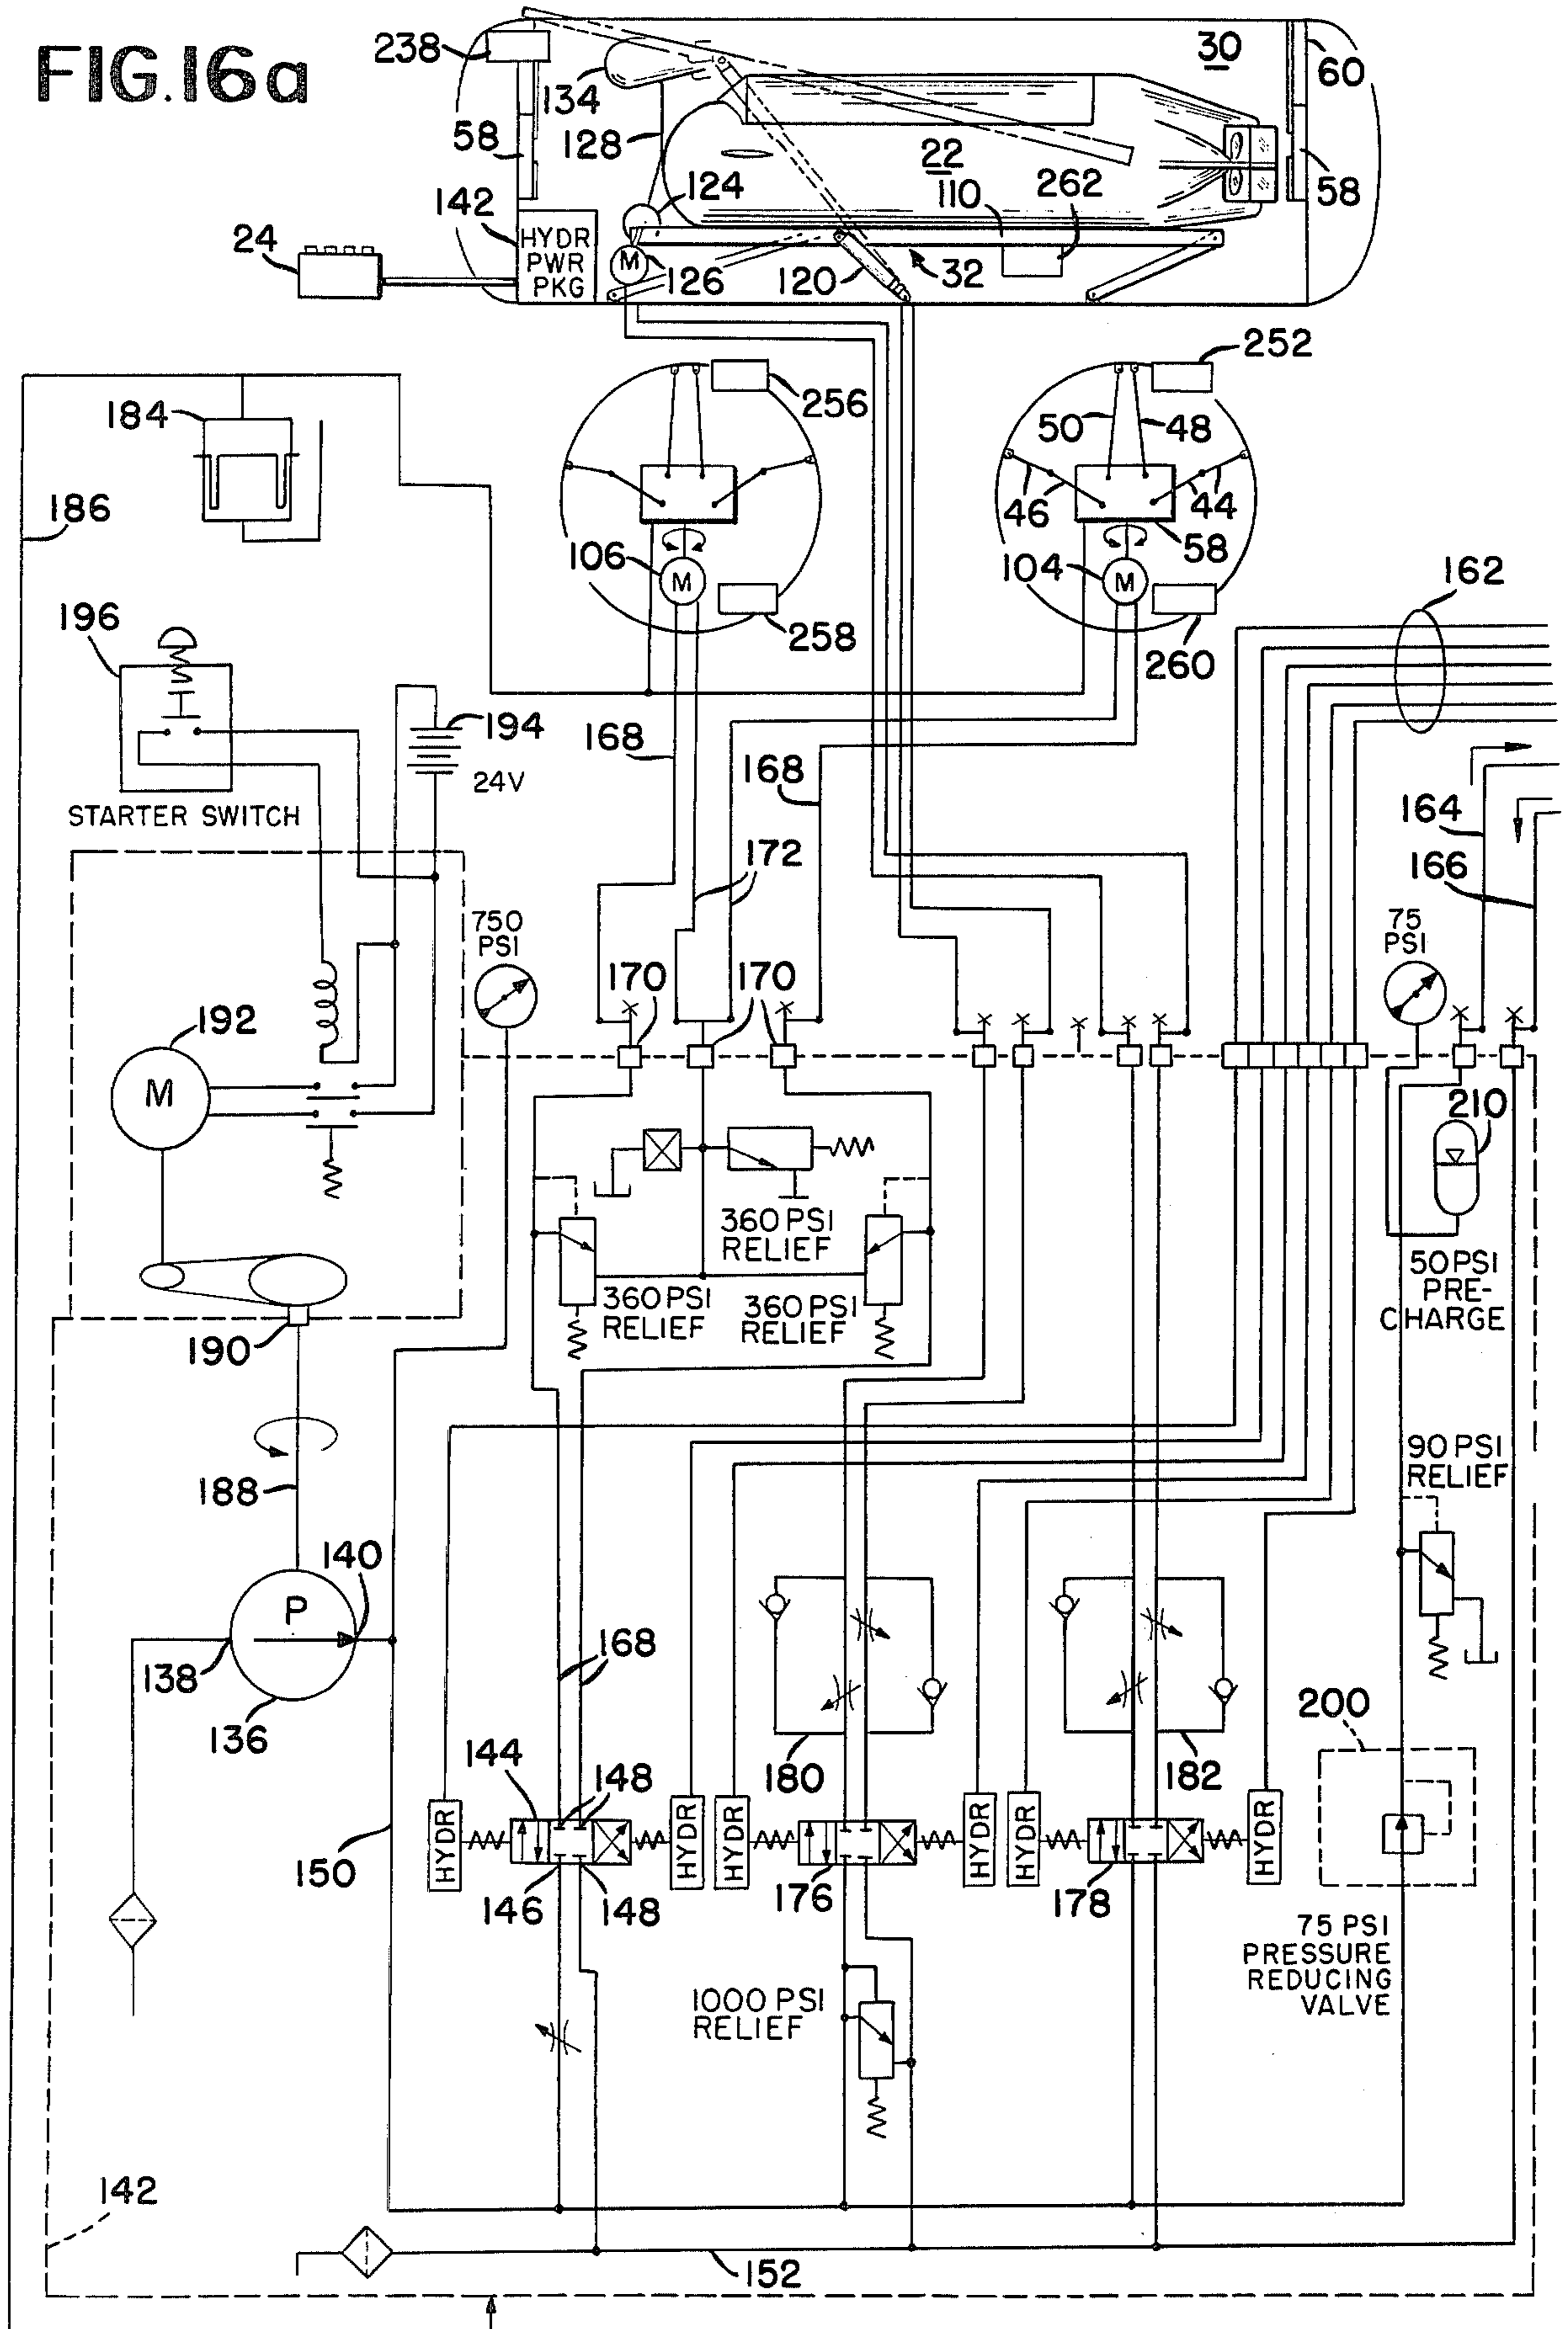 FIG.16a
238
134
58
128
30
60
22
110
262
58
124
142
24
HYDR
PWR
PKG
M
126
120
32
252
256
184
50
48
186
46
44
58
106
M
104
M
162
196
258
260
194
168
24V
168
STARTER SWITCH
164
172
166
750
PSI
75
PSI
170
170
192
M
210
360 PSI
RELIEF
360 PSI
RELIEF
360 PSI
RELIEF
50 PSI
PRE-
CHARGE
190
90 PSI
RELIEF
188
140
P
168
138
200
136
144
148
180
182
HYDR
HYDR
HYDR
HYDR
HYDR
HYDR
150
146
148
176
178
75 PSI
PRESSURE
REDUCING
VALVE
1000 PSI
RELIEF
142
152